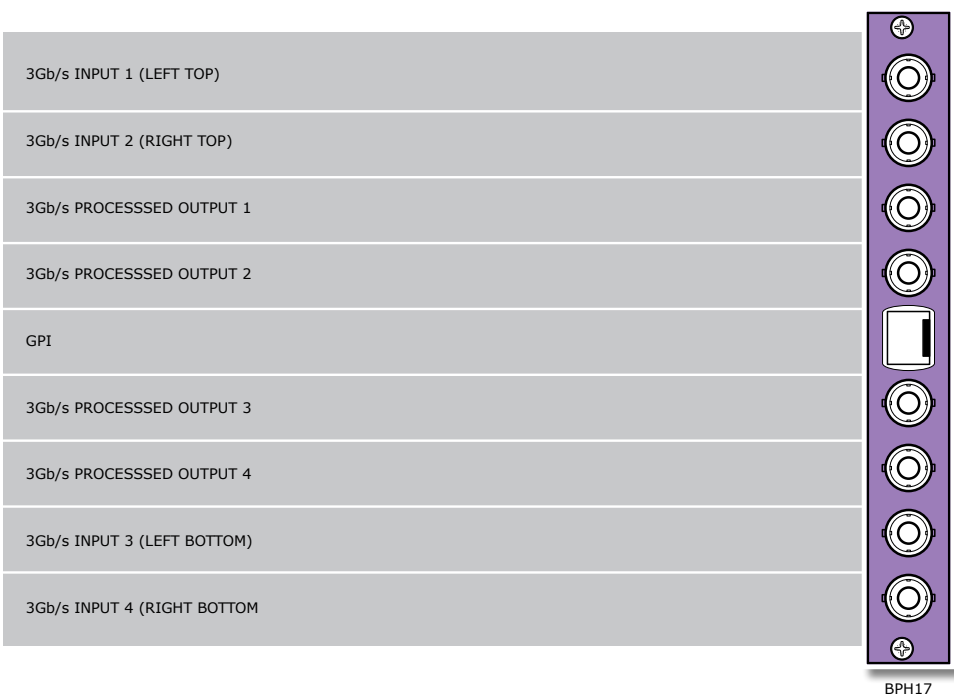 3Gb/s INPUT 1 (LEFT TOP)
3Gb/s INPUT 2 (RIGHT TOP)
3Gb/s PROCESSSED OUTPUT 1
3Gb/s PROCESSSED OUTPUT 2
GPI
3Gb/s PROCESSSED OUTPUT 3
3Gb/s PROCESSSED OUTPUT 4
3Gb/s INPUT 3 (LEFT BOTTOM)
3Gb/s INPUT 4 (RIGHT BOTTOM
BPH17